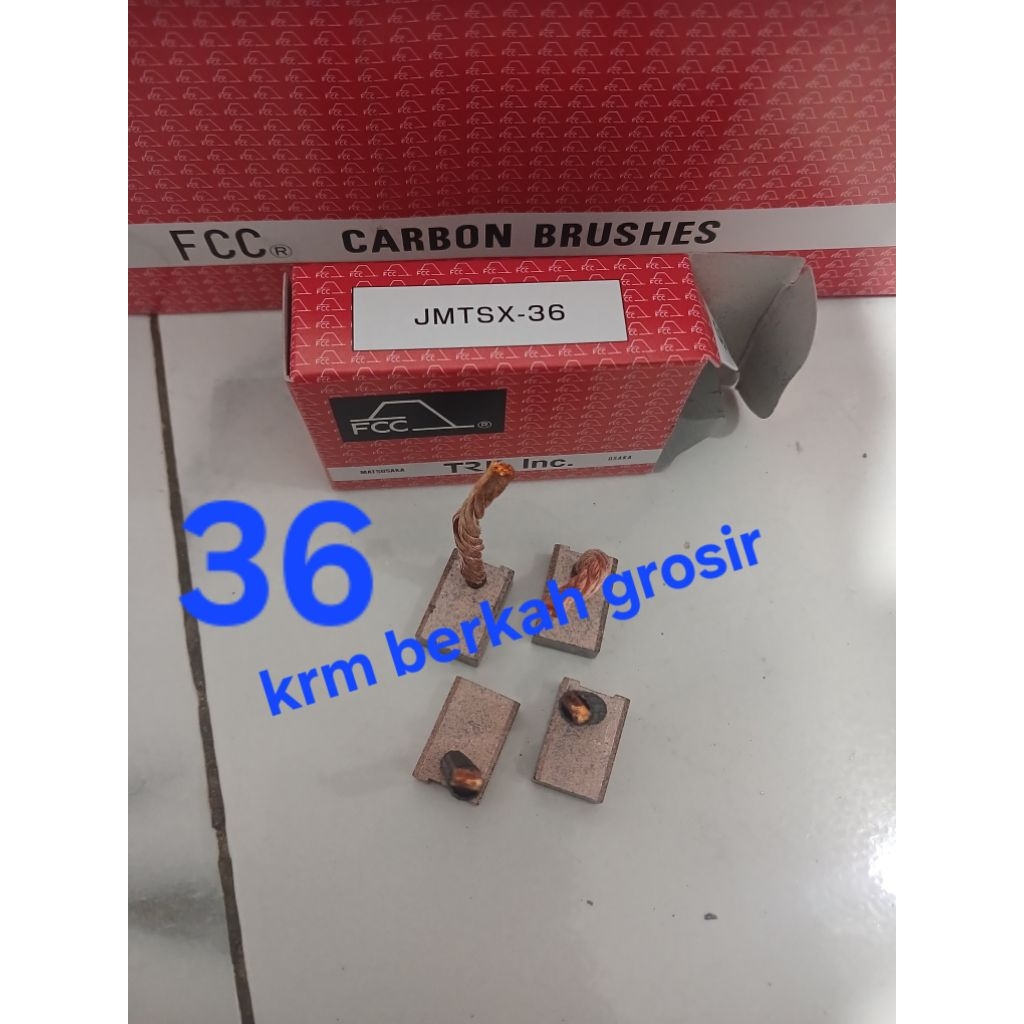 FCC® CARBON BRUSHES
JMTSX-36
FCC ®
MATSUSAKA
Inc.
OSAKA
36
krm berkah grosir